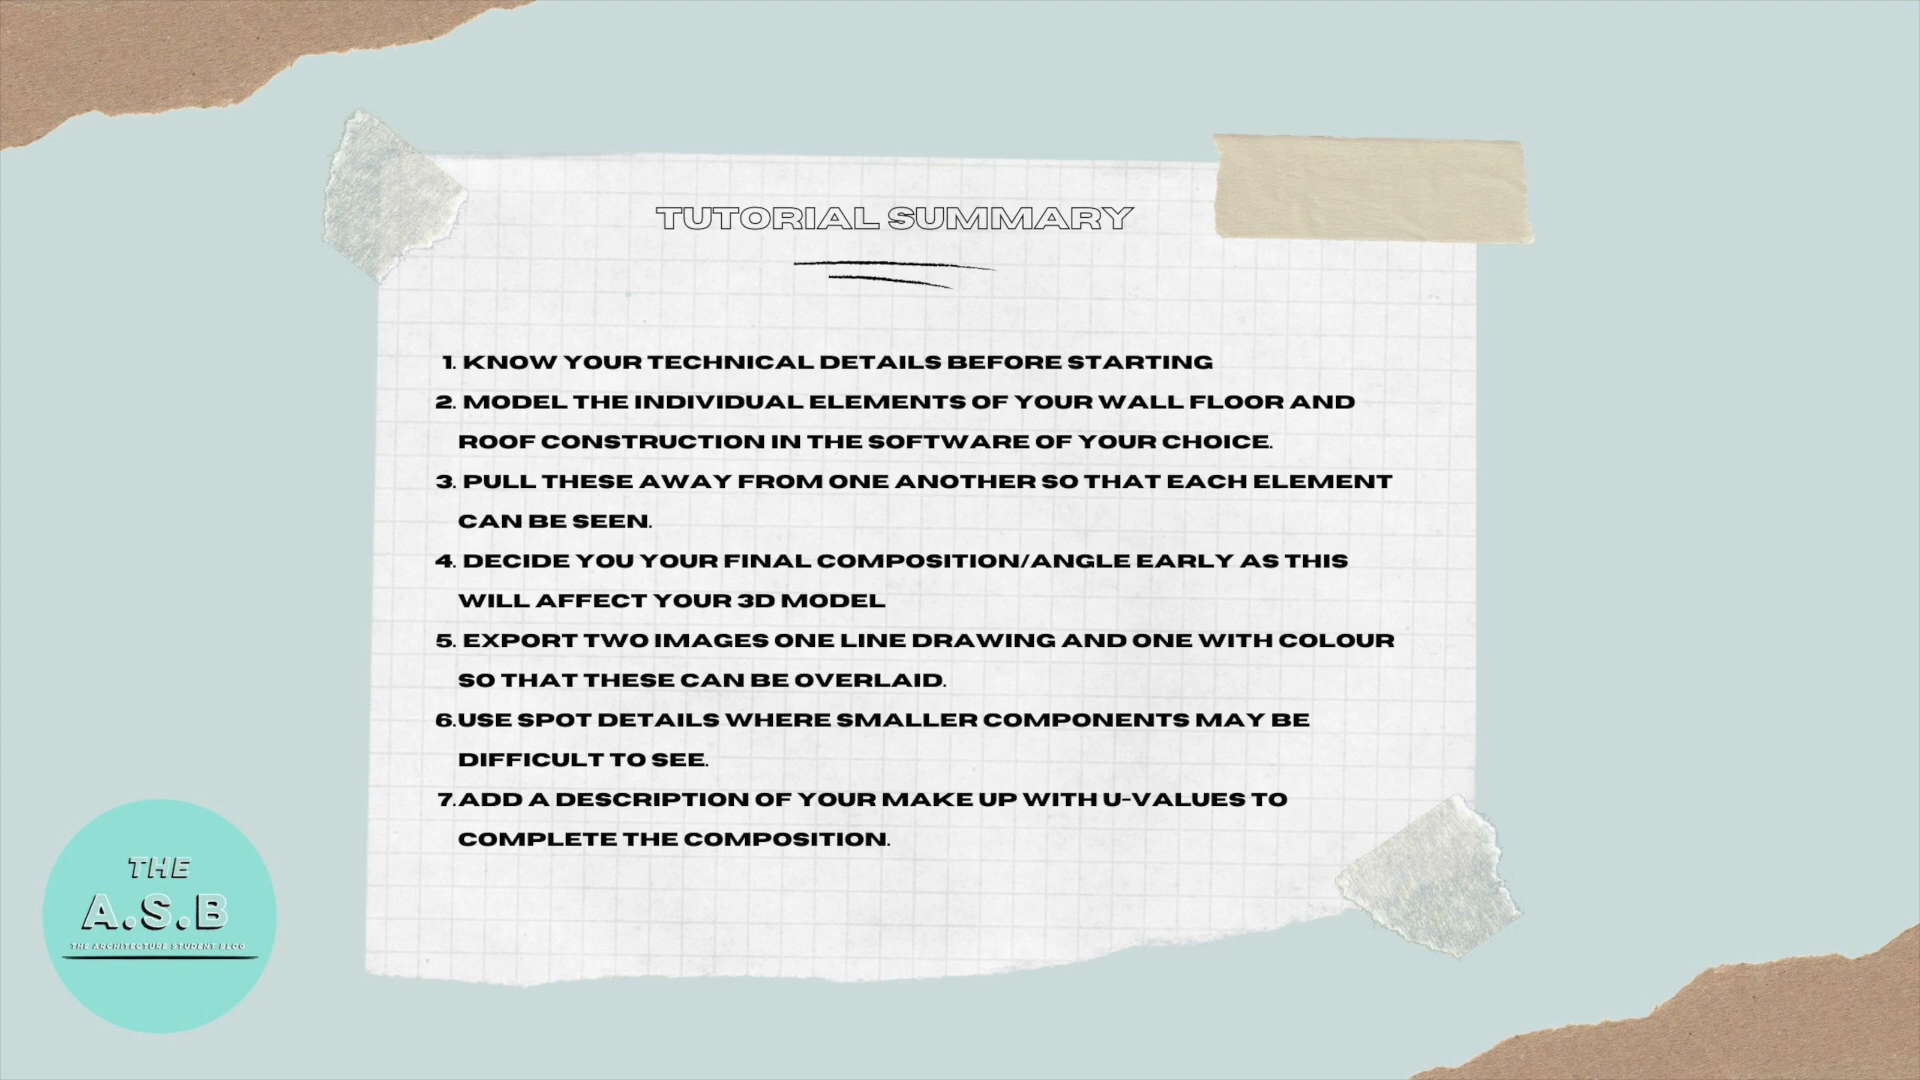 TUTORIAL SUMMARY
1. KNOW YOUR TECHNICAL DETAILS BEFORE STARTING
2. MODEL THE INDIVIDUAL ELEMENTS OF YOUR WALL FLOOR AND
ROOF CONSTRUCTION IN THE SOFTWARE OF YOUR CHOICE.
3. PULL THESE AWAY FROM ONE ANOTHER SO THAT EACH ELEMENT
CAN BE SEEN.
4. DECIDE YOU YOUR FINAL COMPOSITION/ANGLE EARLY AS THIS
WILL AFFECT YOUR 3D MODEL
5. EXPORT TWO IMAGES ONE LINE DRAWING AND ONE WITH COLOUR
SO THAT THESE CAN BE OVERLAID.
6.USE SPOT DETAILS WHERE SMALLER COMPONENTS MAY BE
DIFFICULT TO SEE.
7.ADD A DESCRIPTION OF YOUR MAKE UP WITH U-VALUES TO
COMPLETE THE COMPOSITION.
THE
A.S.B
THE ARCHITECTURE STUDENT BLOG